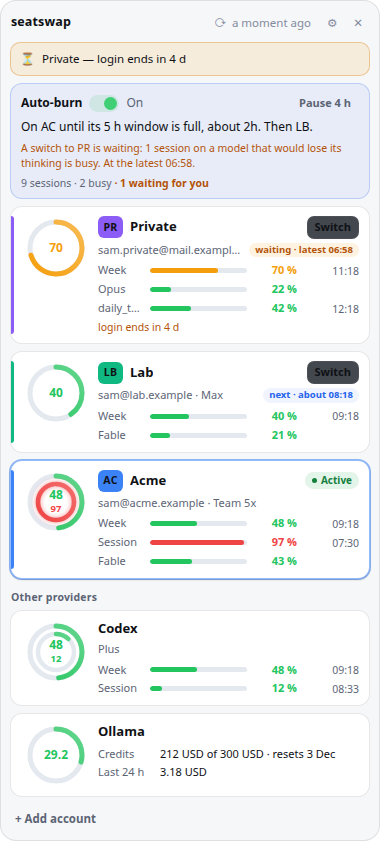 seatswap
a moment ago
Private — login ends in 4 d
Auto-burn On Pause 4 h
On AC until its 5 h window is full, about 2h. Then LB.
A switch to PR is waiting: 1 session on a model that would lose its
thinking is busy. At the latest 06:58.
9 sessions · 2 busy · 1 waiting for you
70
PR Private Switch
sam.private@mail.exampl… waiting · latest 06:58
Week 70 % 11:18
Opus 22 %
daily_t… 42 % 12:18
login ends in 4 d
40
LB Lab Switch
sam@lab.example · Max next · about 08:18
Week 40 % 09:18
Fable 21 %
48
97
AC Acme Active
sam@acme.example · Team 5x
Week 48 % 09:18
Session 97 % 07:30
Fable 43 %
Other providers
48
12
Codex
Plus
Week 48 % 09:18
Session 12 % 08:33
29.2
Ollama
Credits 212 USD of 300 USD · resets 3 Dec
Last 24 h 3.18 USD
+ Add account